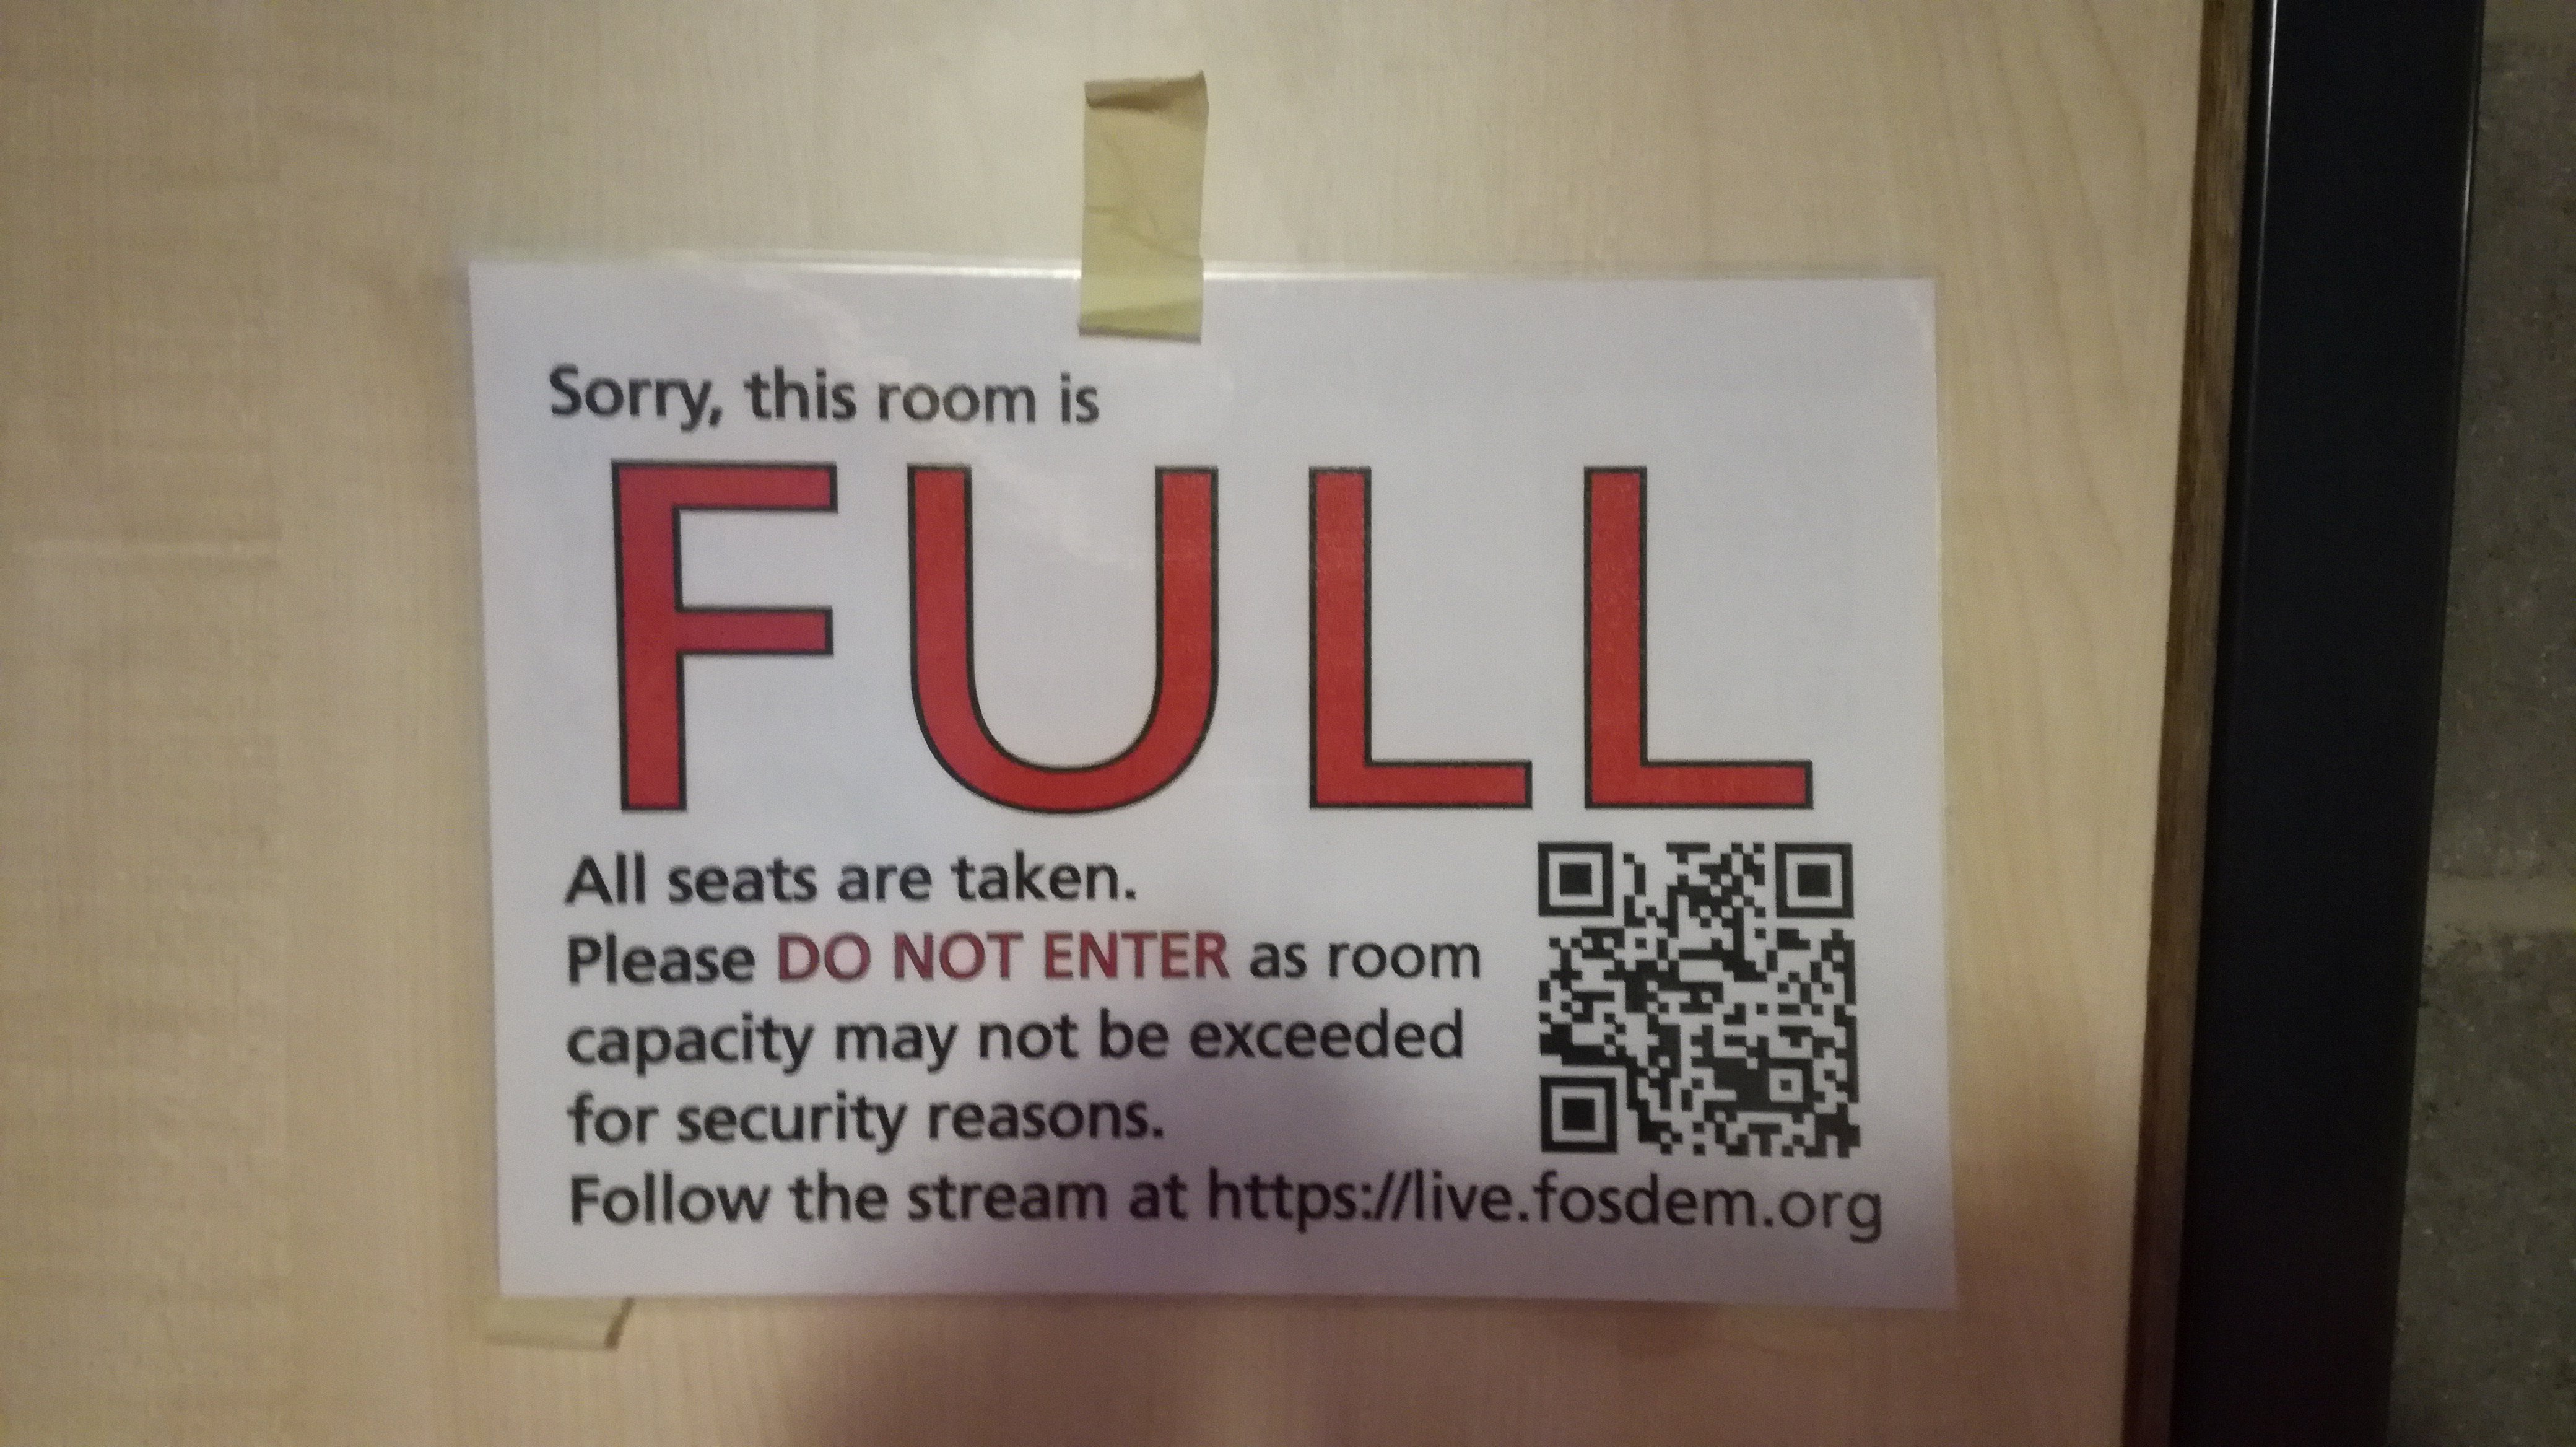 Sorry, this room is
FULL
All seats are taken.
Please DO NOT ENTER as room
capacity may not be exceeded
for security reasons.
Follow the stream at https://live.fosdem.org